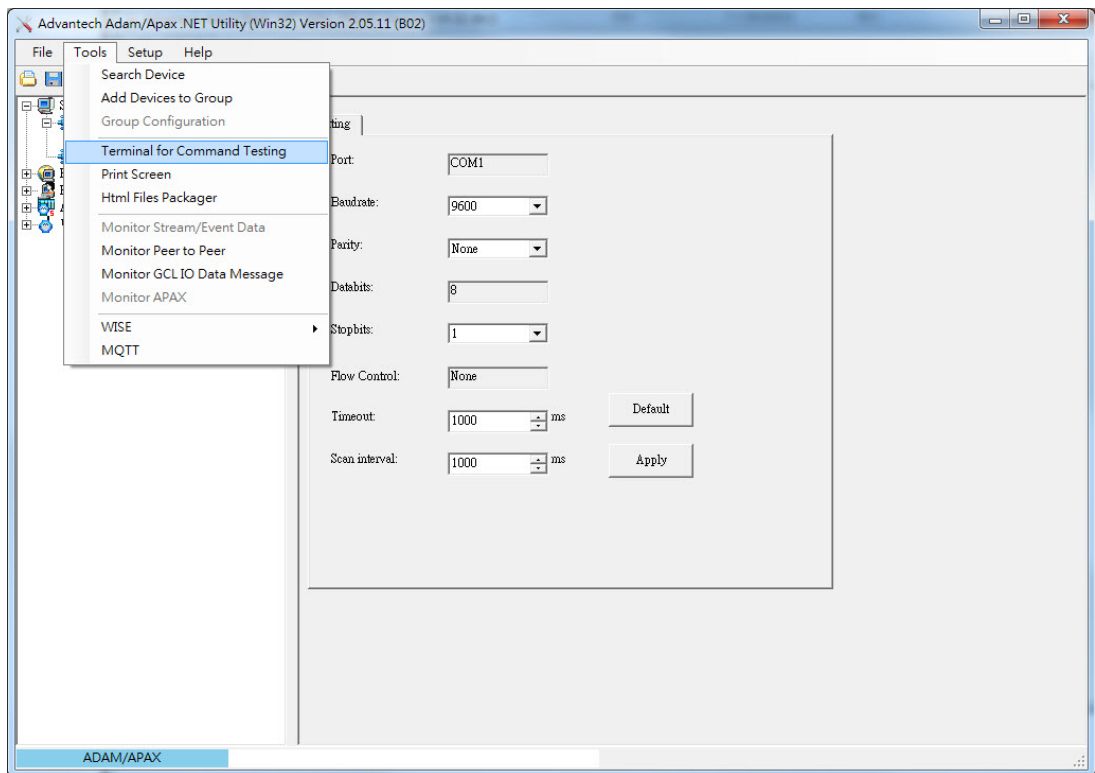 Advantech Adam/Apax .NET Utility (Win32) Version 2.05.11 (B02)
File Tools Setup Help
Search Device
Add Devices to Group
Group Configuration
Terminal for Command Testing
Print Screen
Html Files Packager
Monitor Stream/Event Data
Monitor Peer to Peer
Monitor GCL IO Data Message
Monitor APAX
WISE
MQTT
Port: COM1
Baudrate: 9600
Parity: None
Databits: 8
Stopbits: 1
Flow Control: None
Timeout: 1000 ms Default
Scan interval: 1000 ms Apply
ADAM/APAX